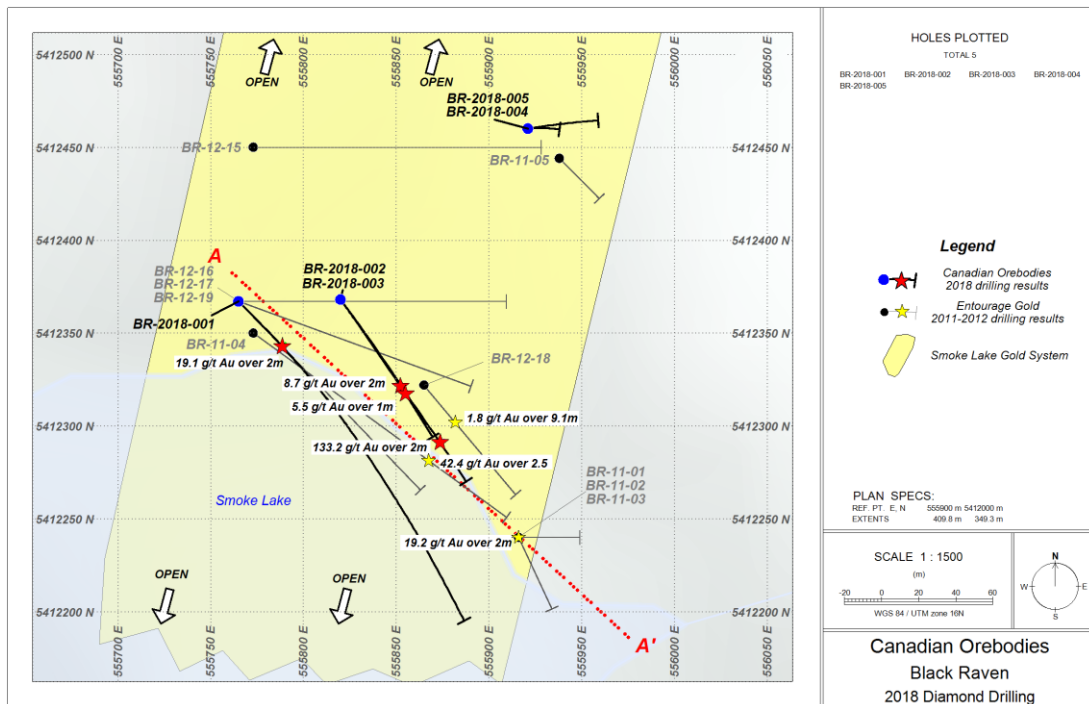 555700 E
555750 E
555800 E
555850 E
555900 E
555950 E
556000 E
556050 E
5412500 N
5412500 N
OPEN
OPEN
BR-2018-005
BR-2018-004
5412450 N
BR-12-15
BR-11-05
5412450 N
5412400 N
5412400 N
A
BR-12-16
BR-12-17
BR-12-19
BR-2018-002
BR-2018-003
5412350 N
BR-2018-001
BR-11-04
5412350 N
19.1 g/t Au over 2m
BR-12-18
8.7 g/t Au over 2m
5.5 g/t Au over 1m
1.8 g/t Au over 9.1m
5412300 N
133.2 g/t Au over 2m
5412300 N
42.4 g/t Au over 2.5
BR-11-01
BR-11-02
BR-11-03
Smoke Lake
5412250 N
19.2 g/t Au over 2m
5412250 N
OPEN
OPEN
5412200 N
5412200 N
A'
555700 E
555750 E
555800 E
555850 E
555900 E
555950 E
556000 E
556050 E
HOLES PLOTTED
TOTAL 5
BR-2018-001 BR-2018-002 BR-2018-003 BR-2018-004
BR-2018-005
Legend
Canadian Orebodies
2018 drilling results
Entourage Gold
2011-2012 drilling results
Smoke Lake Gold System
PLAN SPECS:
REF. PT. E, N 555900 m 5412000 m
EXTENTS 409.8 m 349.3 m
SCALE 1 : 1500
(m)
-20 0 20 40 60
WGS 84 / UTM zone 16N
N
W
E
S
Canadian Orebodies
Black Raven
2018 Diamond Drilling